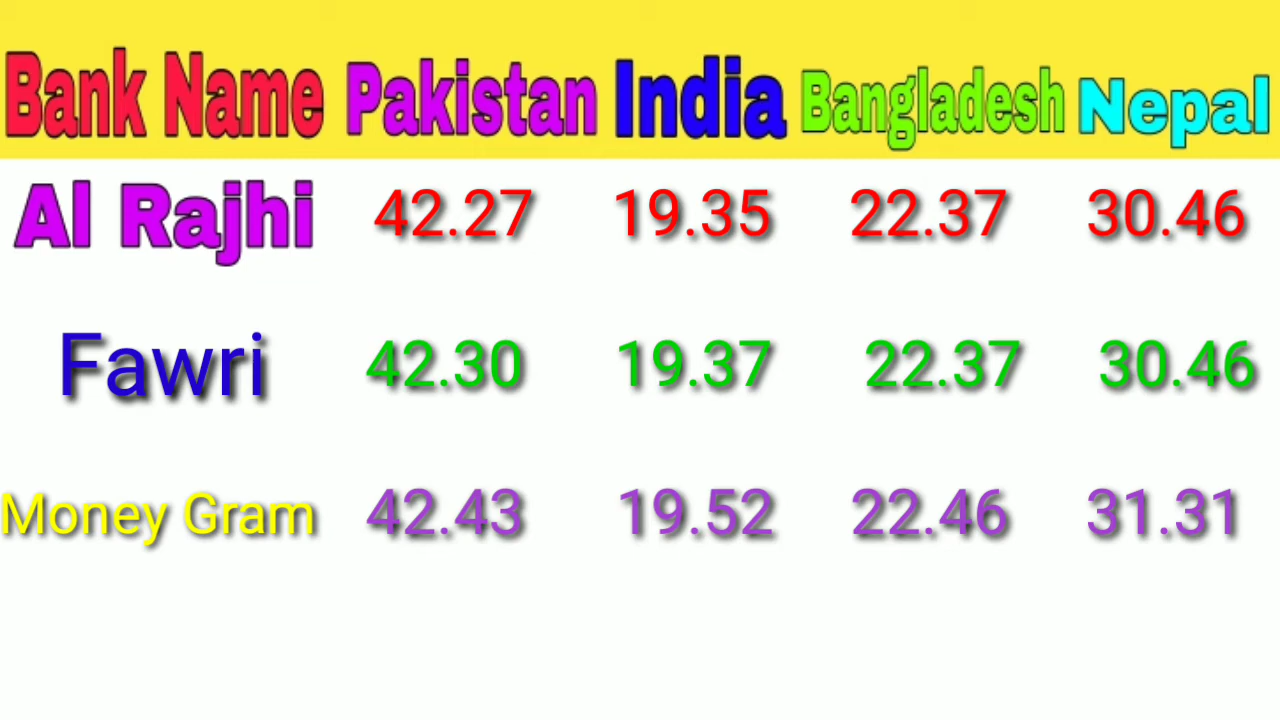 Bank Name Pakistan India Bangladesh Nepal
Al Rajhi 42.27 19.35 22.37 30.46
Fawri 42.30 19.37 22.37 30.46
Money Gram 42.43 19.52 22.46 31.31